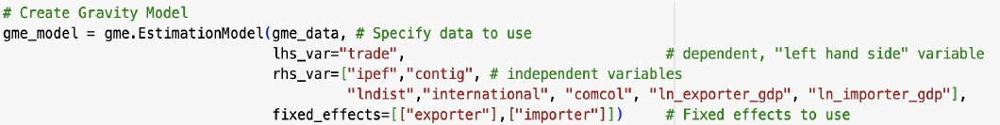 # Create Gravity Model
gme_model = gme.EstimationModel(gme_data, # Specify data to use
lhs_var="trade", # dependent, "left hand side" variable
rhs_var=["ipef","contig", # independent variables
"lndist","international", "comcol", "ln_exporter_gdp", "ln_importer_gdp"],
fixed_effects=[["exporter"],["importer"]]) # Fixed effects to use